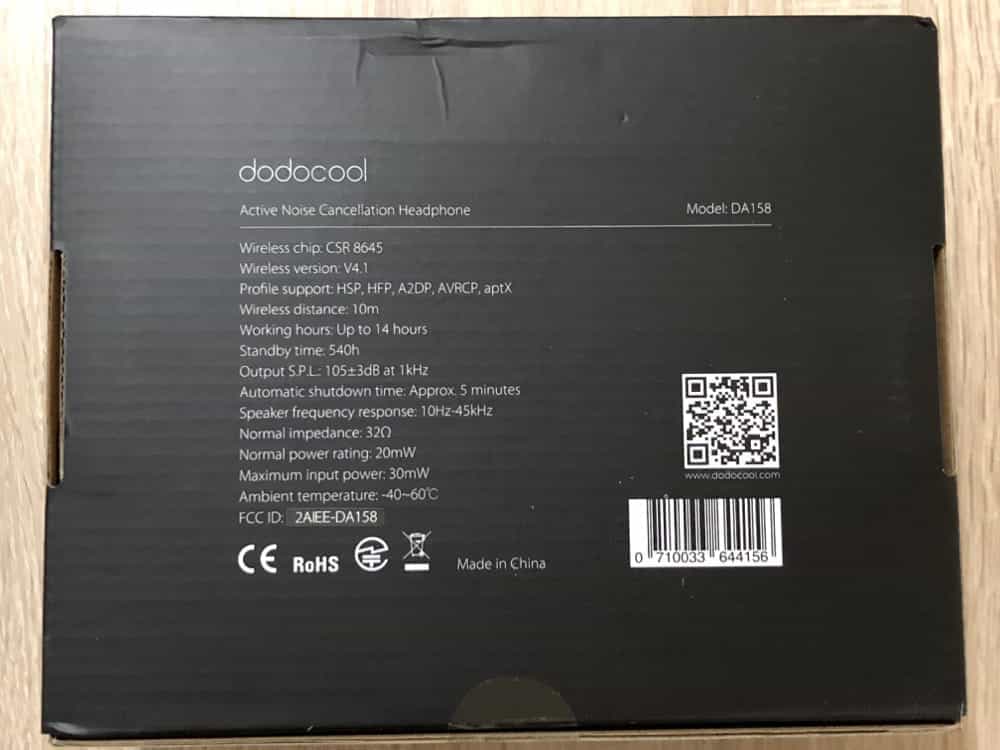 dodocool
Active Noise Cancellation Headphone Model: DA158
Wireless chip: CSR 8645
Wireless version: V4.1
Profile support: HSP, HFP, A2DP, AVRCP, aptX
Wireless distance: 10m
Working hours: Up to 14 hours
Standby time: 540h
Output S.P.L.: 105±3dB at 1kHz
Automatic shutdown time: Approx. 5 minutes
Speaker frequency response: 10Hz-45kHz
Normal impedance: 32Ω
Normal power rating: 20mW
Maximum input power: 30mW
Ambient temperature: -40~60℃
FCC ID: 2AIEE-DA158
www.dodocool.com
CE RoHS Made in China
0 710033 644156